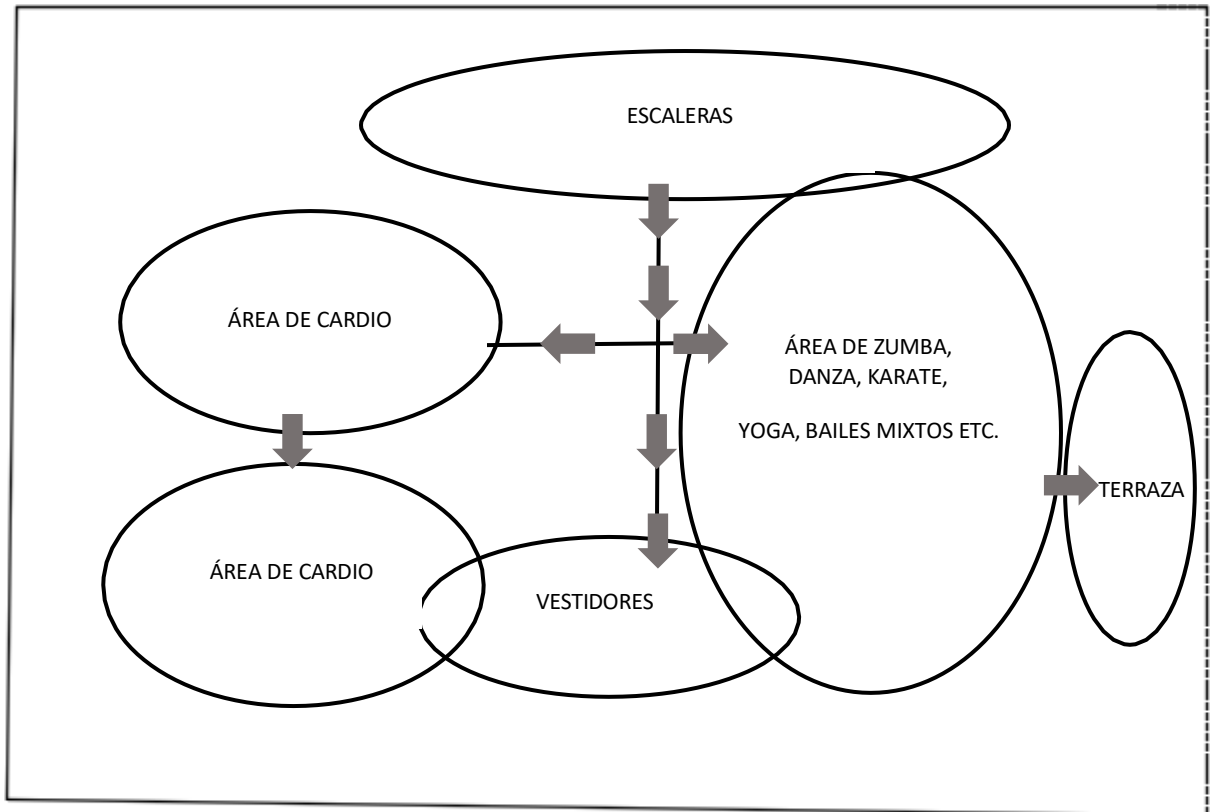 ESCALERAS
ÁREA DE CARDIO
ÁREA DE ZUMBA,
DANZA, KARATE,
YOGA, BAILES MIXTOS ETC.
TERRAZA
ÁREA DE CARDIO
VESTIDORES